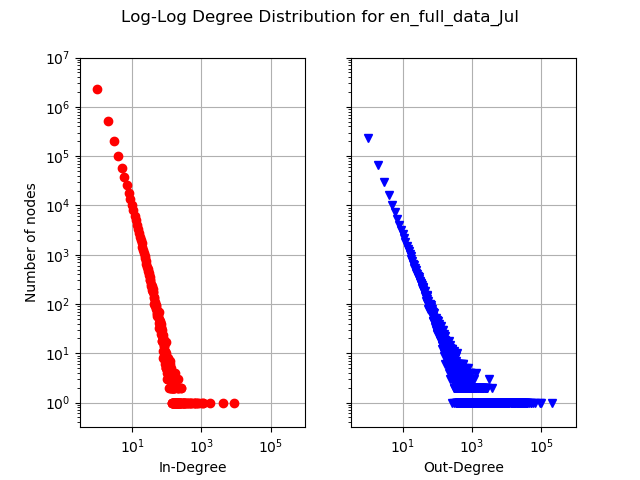 Log-Log Degree Distribution for en_full_data_Jul
Number of nodes
10^7
10^6
10^5
10^4
10^3
10^2
10^1
10^0
10^1 10^3 10^5
In-Degree
10^1 10^3 10^5
Out-Degree